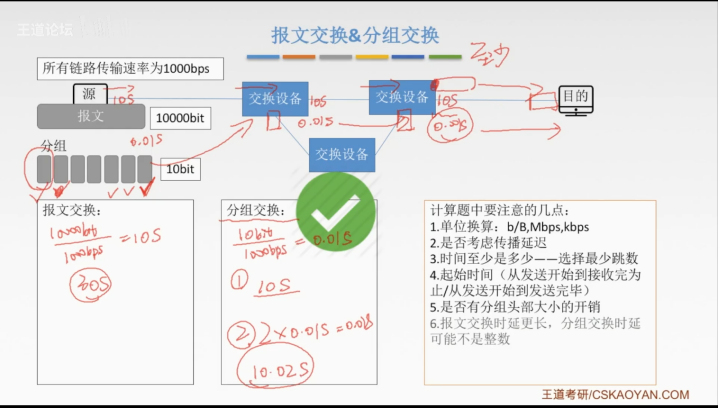 王道论坛
报文交换&分组交换
至少
所有链路传输速率为1000bps
源
10S
交换设备
10S
交换设备
10S
目的
报文
10000bit
0.01S
0.01S
分组
0.01S
交换设备
10bit
报文交换：
10000bit
1000bps
=10S
30S
分组交换：
10bit
1000bps
=0.01S
① 10S
② 2×0.01S=0.02S
10.02S
计算题中要注意的几点：
1.单位换算：b/B,Mbps,kbps
2.是否考虑传播延迟
3.时间至少是多少——选择最少跳数
4.起始时间（从发送开始到接收完为
止/从发送开始到发送完毕）
5.是否有分组头部大小的开销
6.报文交换时延更长，分组交换时延
可能不是整数
王道考研/CSKAOYAN.COM